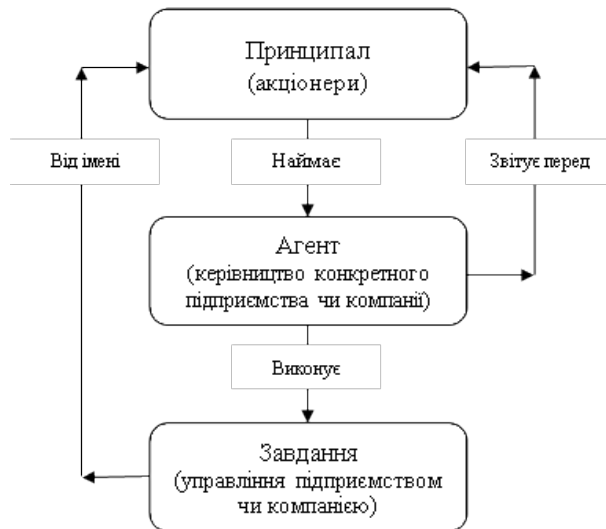 Принципал
(акціонери)
Від імені
Наймає
Звітує перед
Агент
(керівництво конкретного
підприємства чи компанії)
Виконує
Завдання
(управління підприємством
чи компанією)